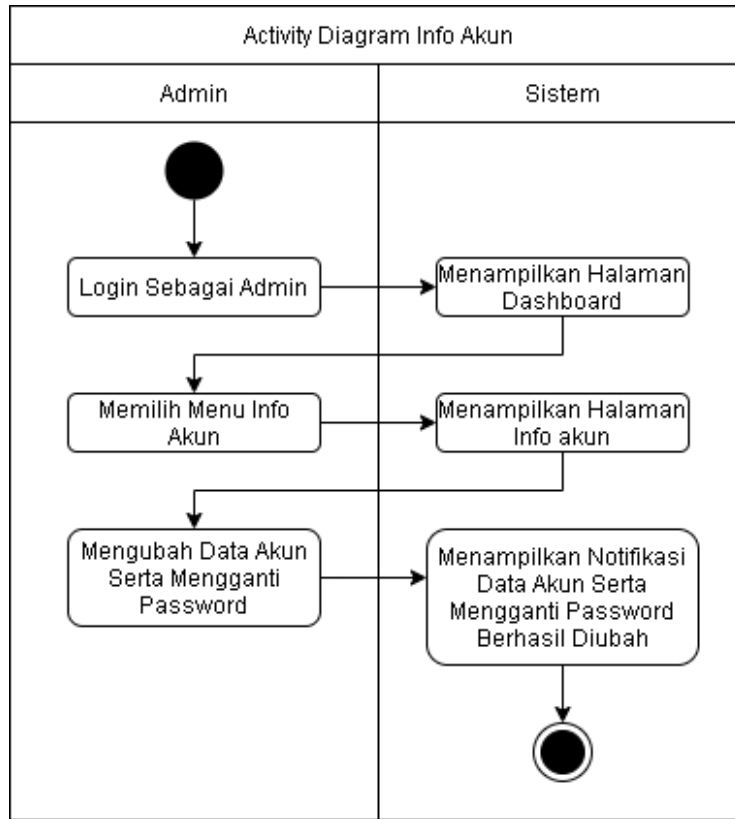 Activity Diagram Info Akun
Admin
Sistem
Login Sebagai Admin
Menampilkan Halaman
Dashboard
Memilih Menu Info
Akun
Menampilkan Halaman
Info akun
Mengubah Data Akun
Serta Mengganti
Password
Menampilkan Notifikasi
Data Akun Serta
Mengganti Password
Berhasil Diubah